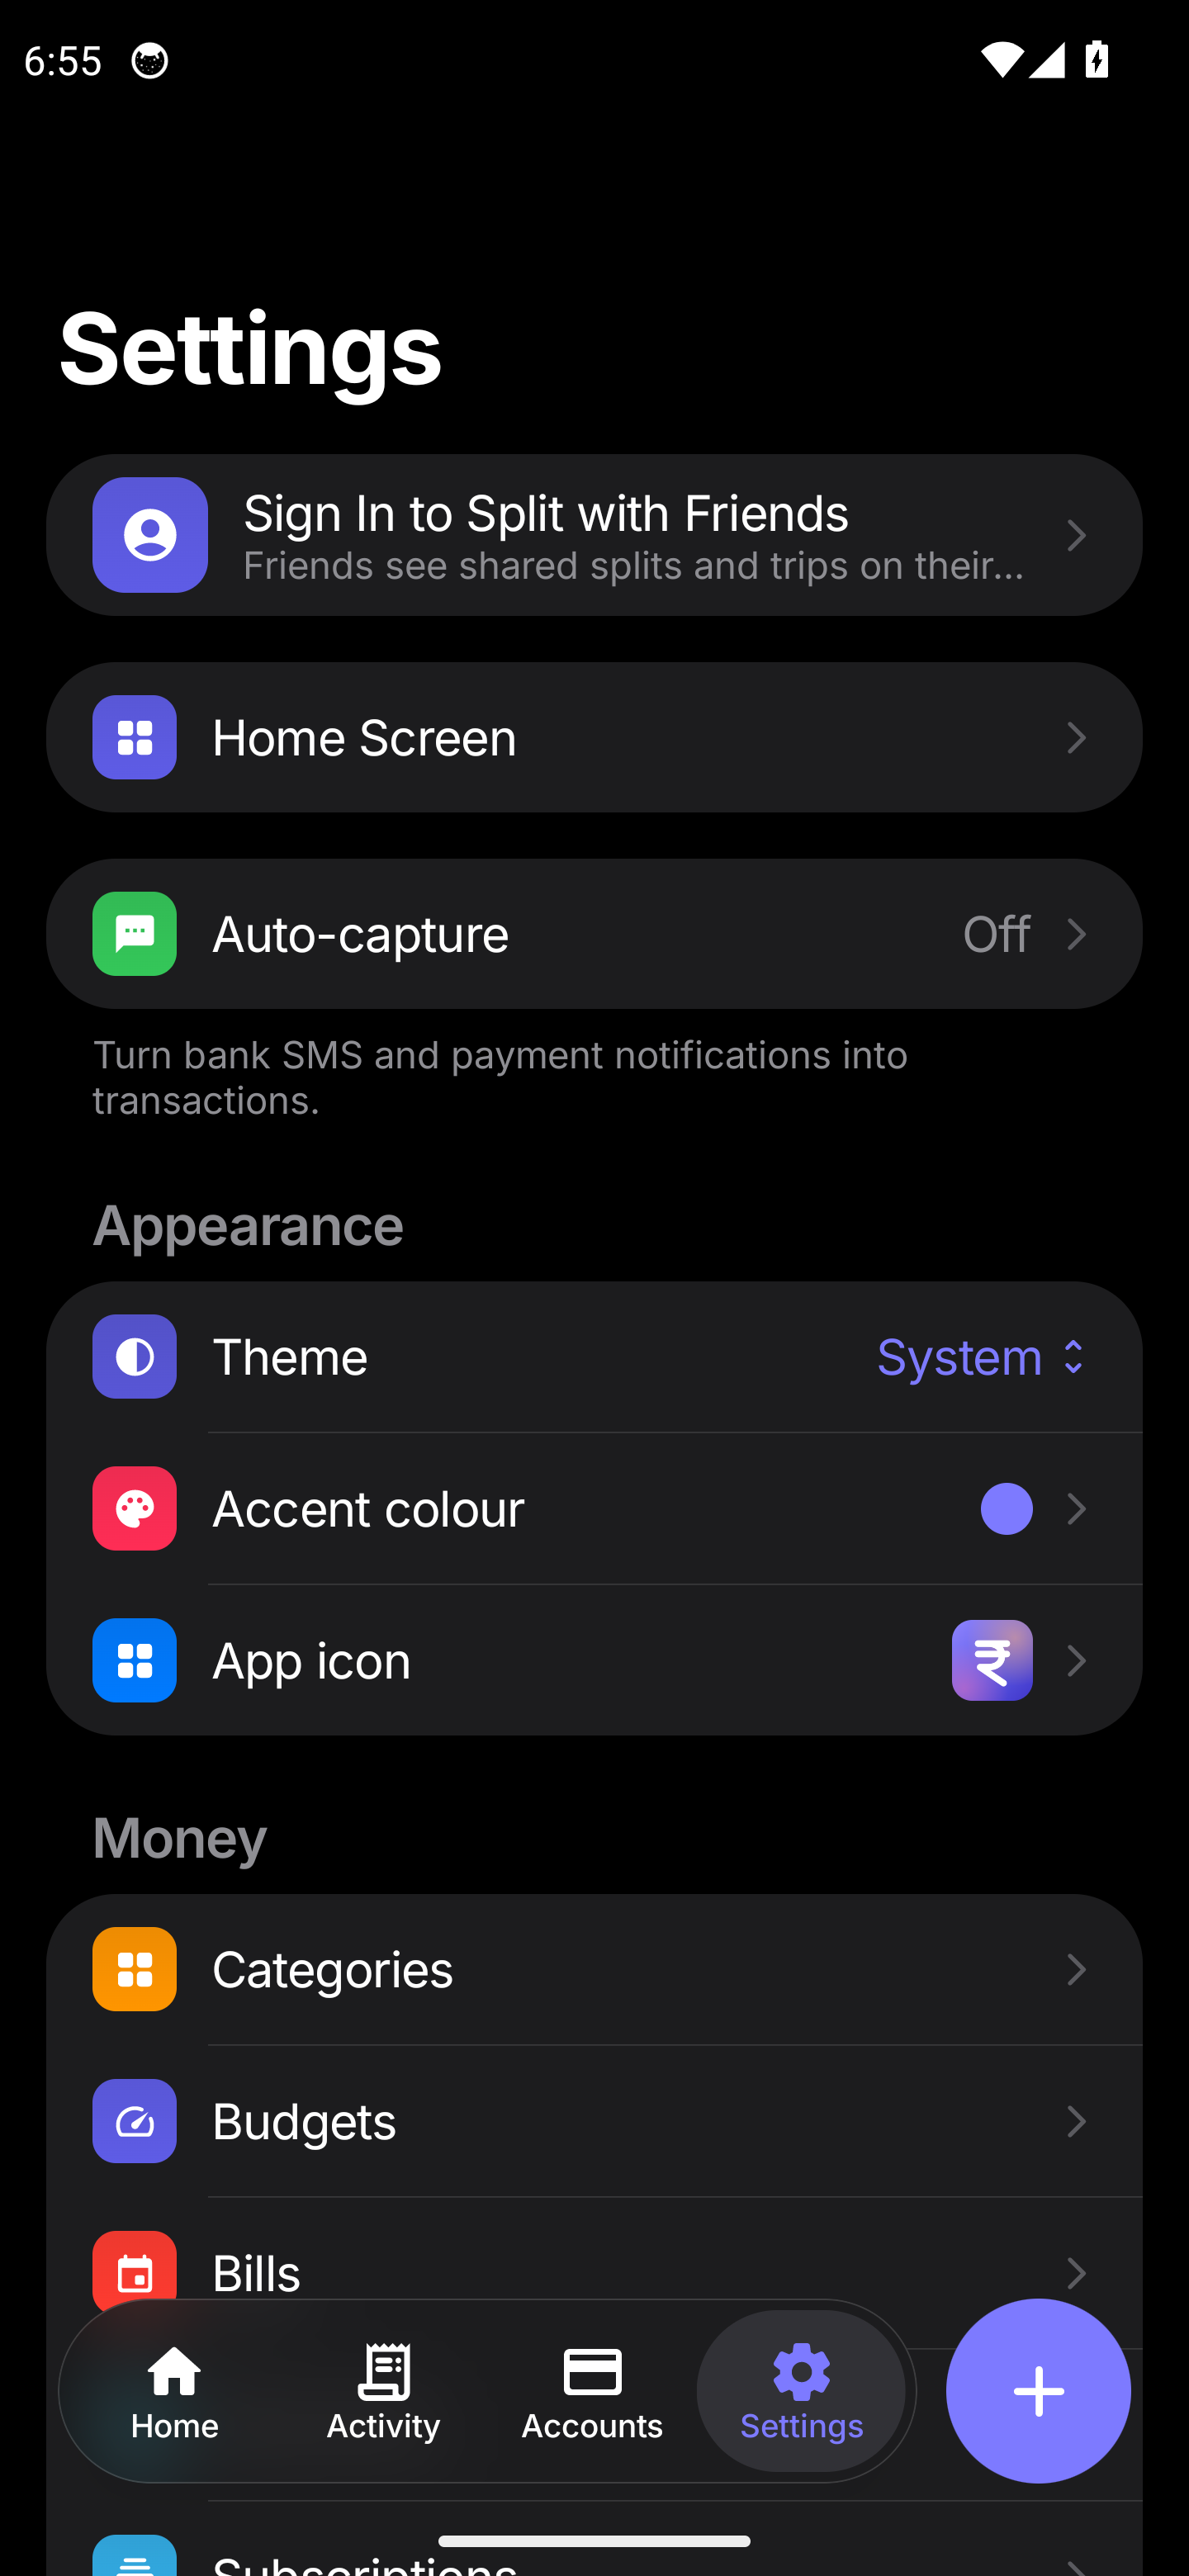 6:55
Settings
Sign In to Split with Friends
Friends see shared splits and trips on their...
Home Screen
Auto-capture
Off
Turn bank SMS and payment notifications into
transactions.
Appearance
Theme
System
Accent colour
App icon
₹
Money
Categories
Budgets
Bills
Home
Activity
Accounts
Settings
Subscriptions